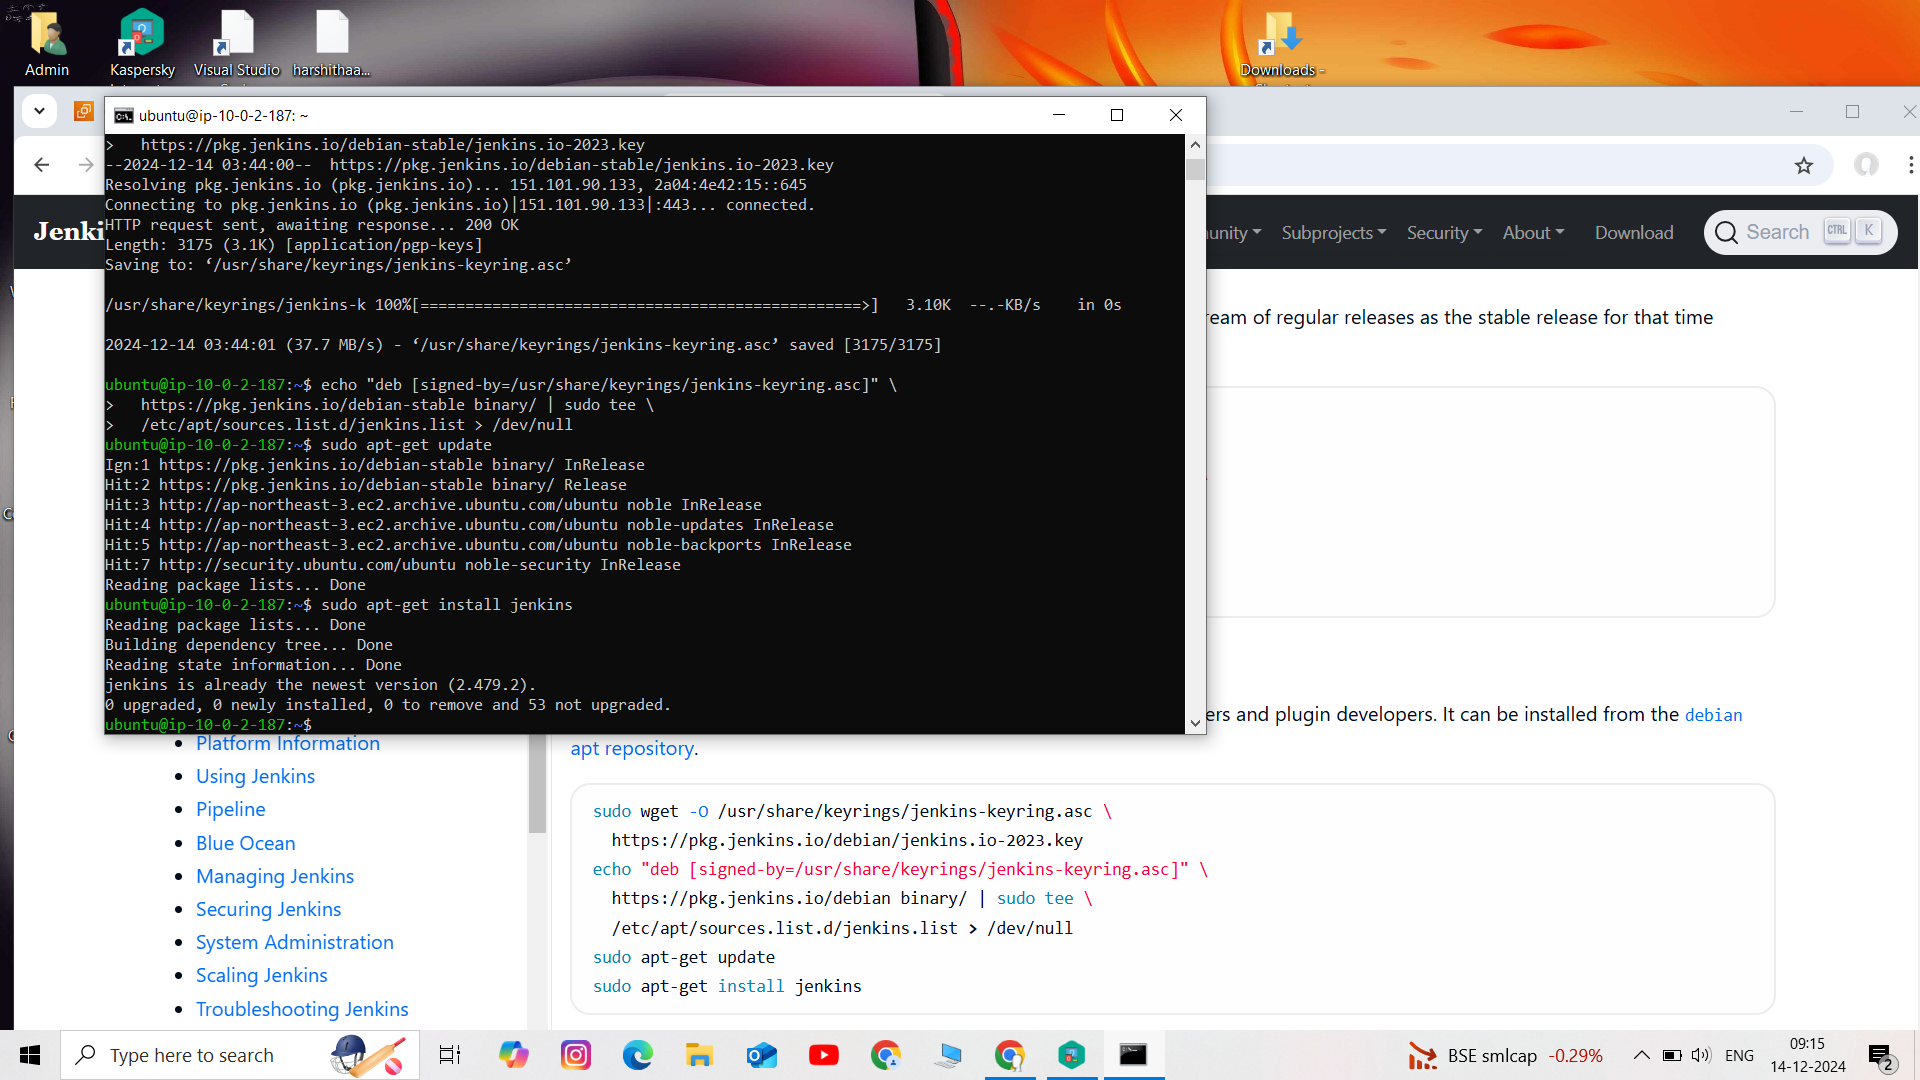 Admin
Kaspersky
Visual Studio
harshithaa...
Downloads -
ubuntu@ip-10-0-2-187: ~
>   https://pkg.jenkins.io/debian-stable/jenkins.io-2023.key
--2024-12-14 03:44:00--  https://pkg.jenkins.io/debian-stable/jenkins.io-2023.key
Resolving pkg.jenkins.io (pkg.jenkins.io)... 151.101.90.133, 2a04:4e42:15::645
Connecting to pkg.jenkins.io (pkg.jenkins.io)|151.101.90.133|:443... connected.
HTTP request sent, awaiting response... 200 OK
Length: 3175 (3.1K) [application/pgp-keys]
Saving to: ‘/usr/share/keyrings/jenkins-keyring.asc’
/usr/share/keyrings/jenkins-k 100%[=================================================>]   3.10K  --.-KB/s    in 0s
2024-12-14 03:44:01 (37.7 MB/s) - ‘/usr/share/keyrings/jenkins-keyring.asc’ saved [3175/3175]
ubuntu@ip-10-0-2-187:~$ echo "deb [signed-by=/usr/share/keyrings/jenkins-keyring.asc]" \
>   https://pkg.jenkins.io/debian-stable binary/ | sudo tee \
>   /etc/apt/sources.list.d/jenkins.list > /dev/null
ubuntu@ip-10-0-2-187:~$ sudo apt-get update
Ign:1 https://pkg.jenkins.io/debian-stable binary/ InRelease
Hit:2 https://pkg.jenkins.io/debian-stable binary/ Release
Hit:3 http://ap-northeast-3.ec2.archive.ubuntu.com/ubuntu noble InRelease
Hit:4 http://ap-northeast-3.ec2.archive.ubuntu.com/ubuntu noble-updates InRelease
Hit:5 http://ap-northeast-3.ec2.archive.ubuntu.com/ubuntu noble-backports InRelease
Hit:7 http://security.ubuntu.com/ubuntu noble-security InRelease
Reading package lists... Done
ubuntu@ip-10-0-2-187:~$ sudo apt-get install jenkins
Reading package lists... Done
Building dependency tree... Done
Reading state information... Done
jenkins is already the newest version (2.479.2).
0 upgraded, 0 newly installed, 0 to remove and 53 not upgraded.
ubuntu@ip-10-0-2-187:~$
Jenki
unity Subprojects Security About Download Search CTRL K
ream of regular releases as the stable release for that time
ers and plugin developers. It can be installed from the debian
apt repository.
Platform Information
Using Jenkins
Pipeline
Blue Ocean
Managing Jenkins
Securing Jenkins
System Administration
Scaling Jenkins
Troubleshooting Jenkins
sudo wget -O /usr/share/keyrings/jenkins-keyring.asc \
https://pkg.jenkins.io/debian/jenkins.io-2023.key
echo "deb [signed-by=/usr/share/keyrings/jenkins-keyring.asc]" \
https://pkg.jenkins.io/debian binary/ | sudo tee \
/etc/apt/sources.list.d/jenkins.list > /dev/null
sudo apt-get update
sudo apt-get install jenkins
Type here to search
BSE smlcap -0.29%
ENG
09:15
14-12-2024
2